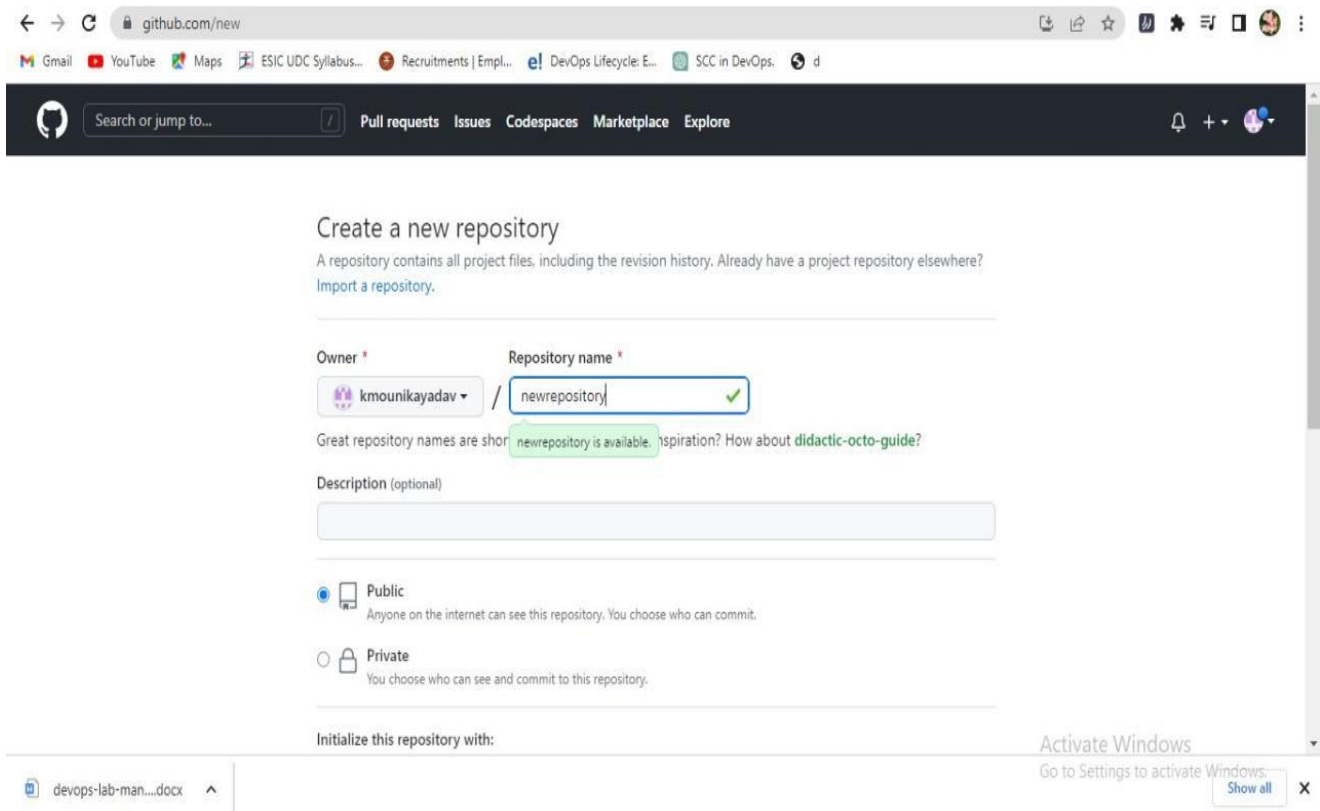 github.com/new
Gmail YouTube Maps ESIC UDC Syllabus... Recruitments | Empl... e! DevOps Lifecycle: E... SCC in DevOps. d
Search or jump to... / Pull requests Issues Codespaces Marketplace Explore
Create a new repository
A repository contains all project files, including the revision history. Already have a project repository elsewhere?
Import a repository.
Owner * Repository name *
kmounikayadav / newrepository
Great repository names are shor newrepository is available. nspiration? How about didactic-octo-guide?
Description (optional)
Public
Anyone on the internet can see this repository. You choose who can commit.
Private
You choose who can see and commit to this repository.
Initialize this repository with:
Activate Windows
Go to Settings to activate Windows.
devops-lab-man....docx Show all X